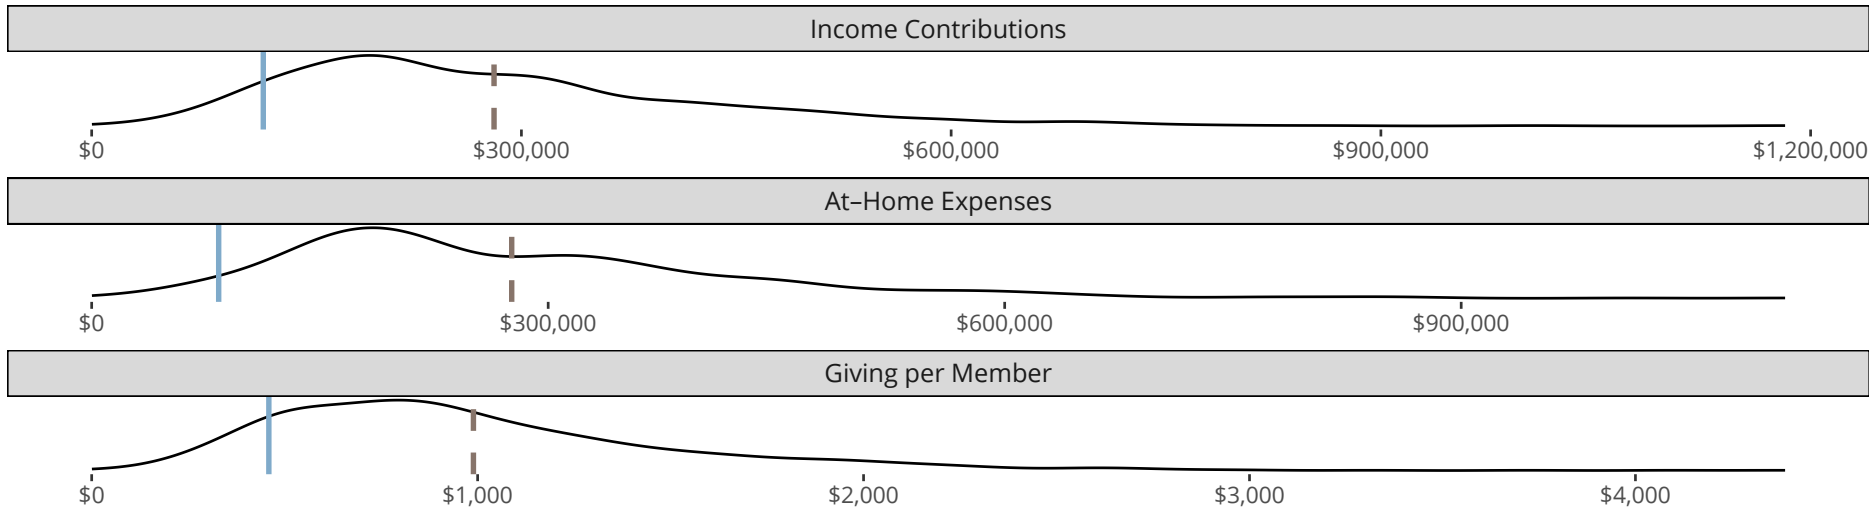 Income Contributions
$0 $300,000 $600,000 $900,000 $1,200,000
At–Home Expenses
$0 $300,000 $600,000 $900,000
Giving per Member
$0 $1,000 $2,000 $3,000 $4,000